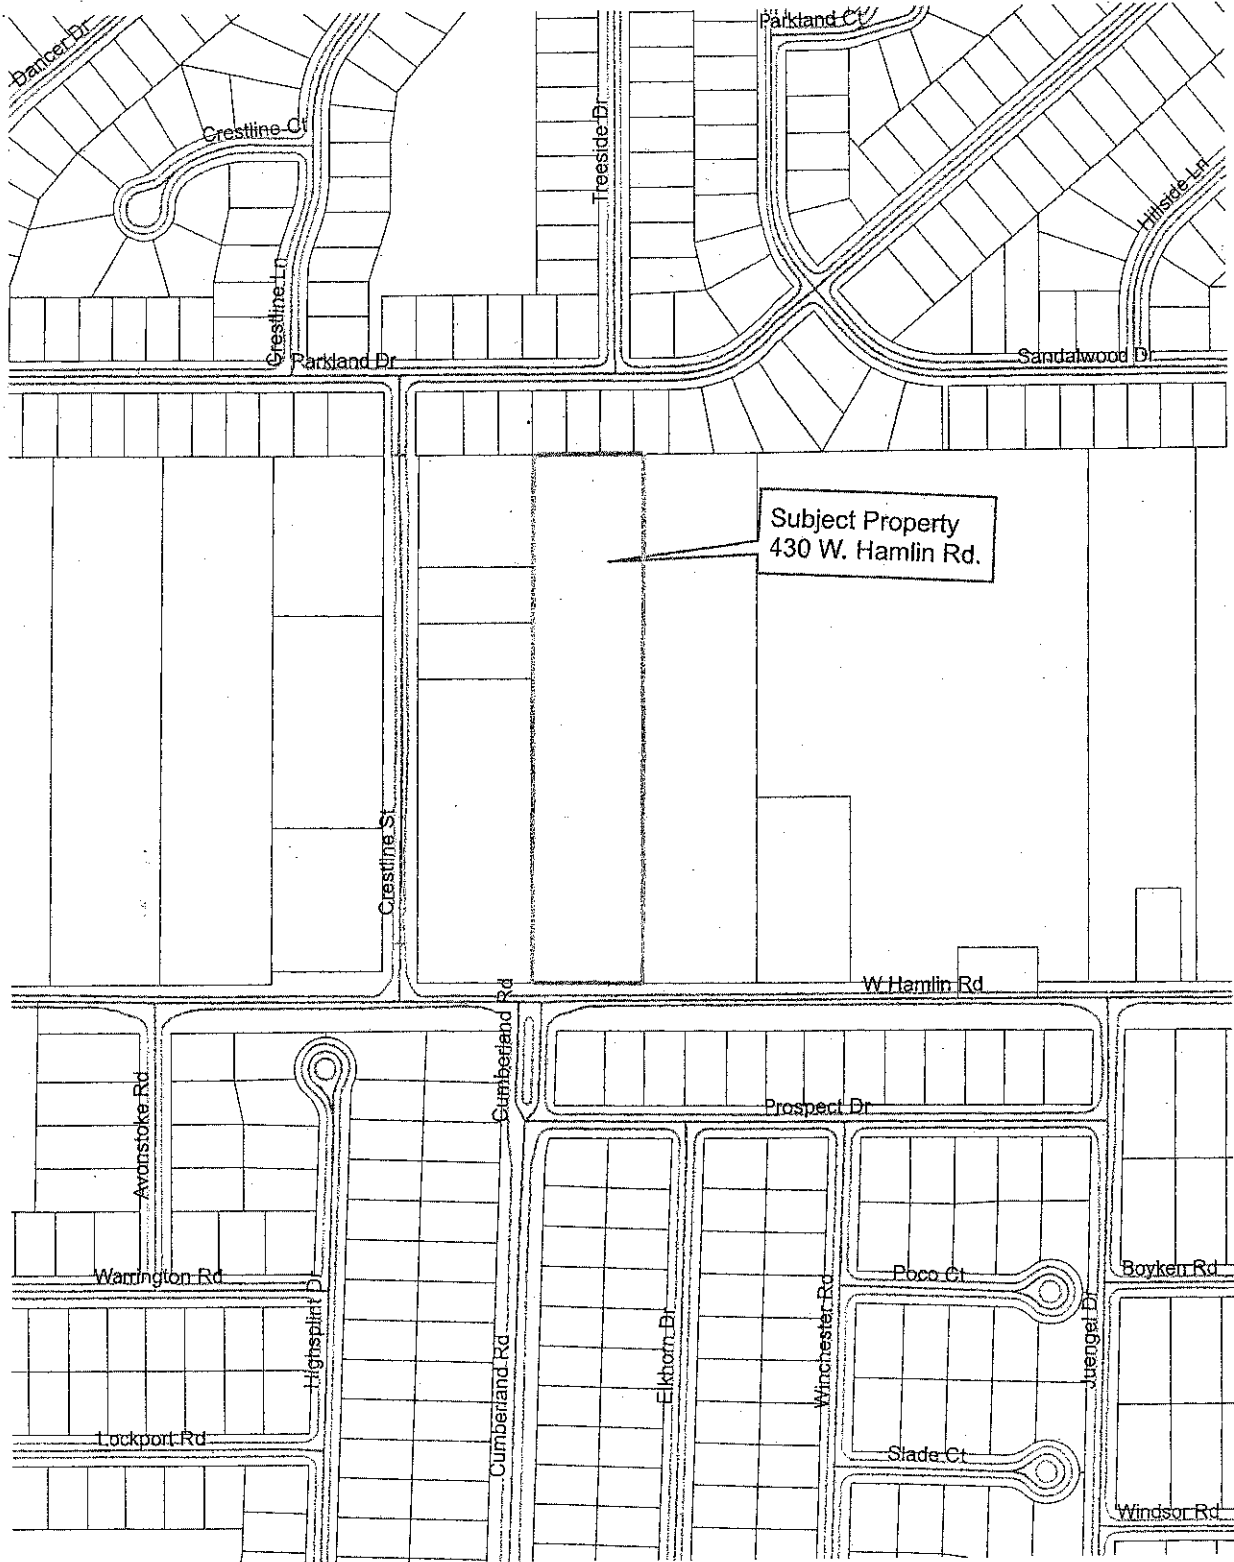 Dancer Dr
Parkland Ct
Crestline Ct
Treeside Dr
Hillside Ln
Crestline Ln
Parkland Dr
Sandalwood Dr
Subject Property
430 W. Hamlin Rd.
Crestline St
W Hamlin Rd
Cumberland Rd
Avonstoke Rd
Prospect Dr
Warrington Rd
Highsplint Dr
Poco Ct
Boyken Rd
Cumberland Rd
Elkhorn Dr
Winchester Rd
Juengel Dr
Lockport Rd
Slade Ct
Windsor Rd